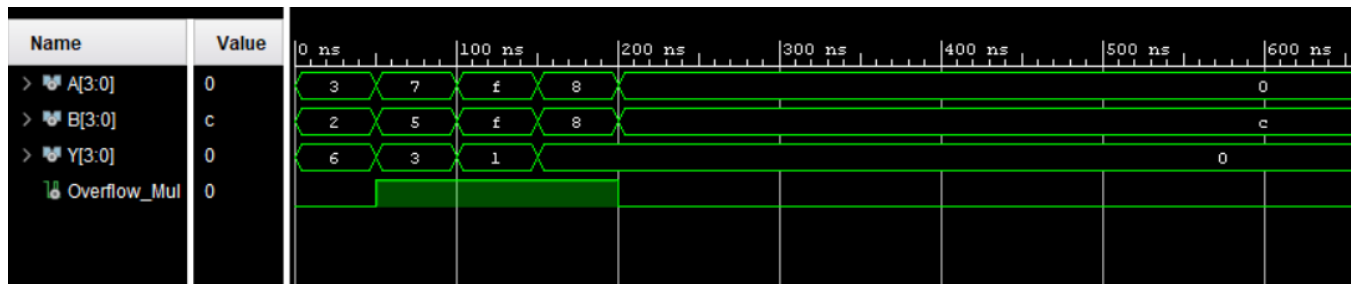 Name Value 0 ns 100 ns 200 ns 300 ns 400 ns 500 ns 600 ns
> A[3:0] 0 3 7 f 8 0
> B[3:0] c 2 5 f 8 c
> Y[3:0] 0 6 3 1 0
Overflow_Mul 0